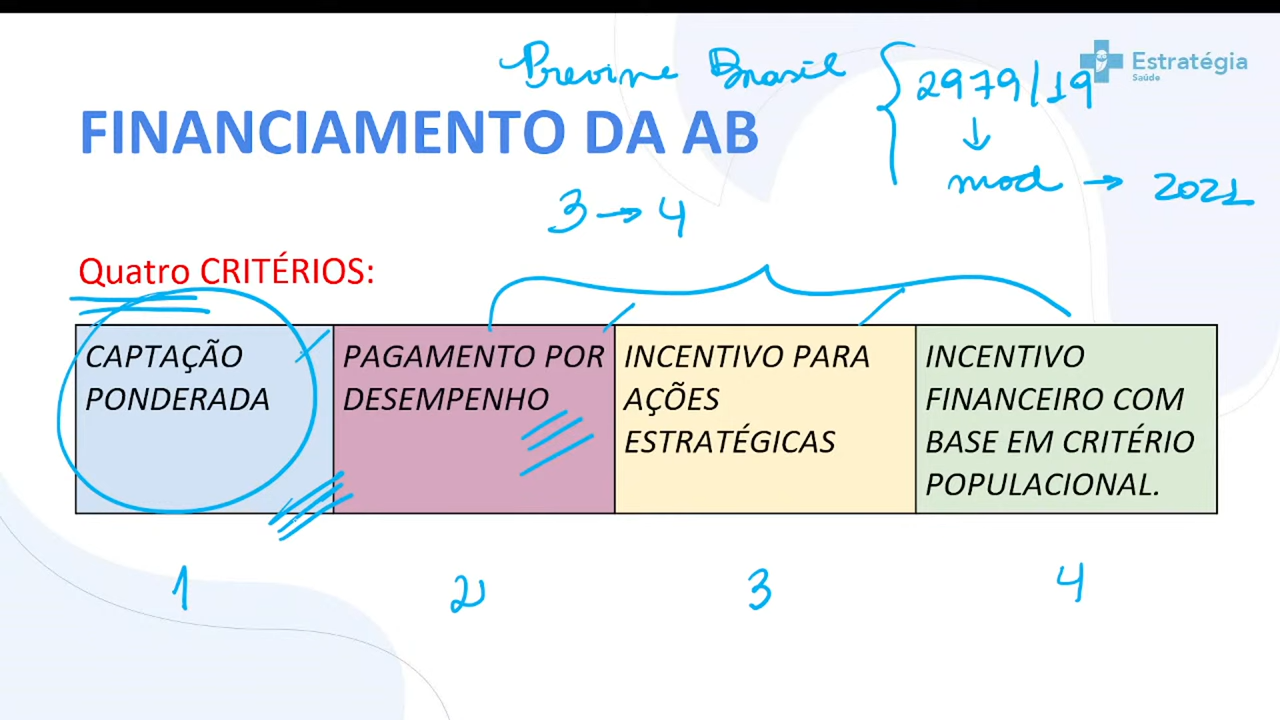 Previne Brasil { 2979/19
Estratégia
Saúde
FINANCIAMENTO DA AB
↓
mod → 2021
3 → 4
Quatro CRITÉRIOS:
CAPTAÇÃO
PONDERADA
PAGAMENTO POR
DESEMPENHO
INCENTIVO PARA
AÇÕES
ESTRATÉGICAS
INCENTIVO
FINANCEIRO COM
BASE EM CRITÉRIO
POPULACIONAL.
1 2 3 4